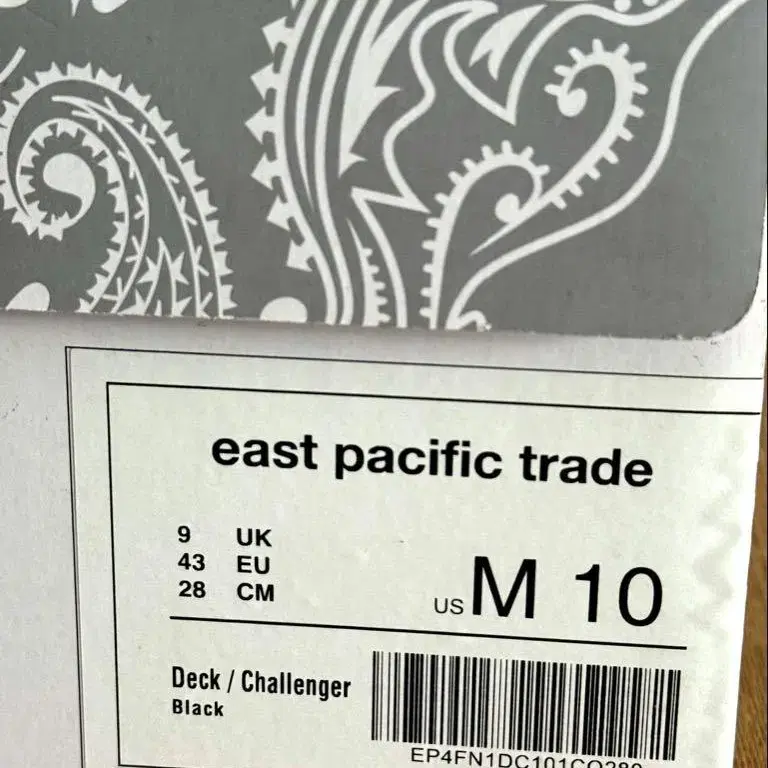 east pacific trade
9 UK
43 EU
28 CM
US M 10
Deck / Challenger
Black